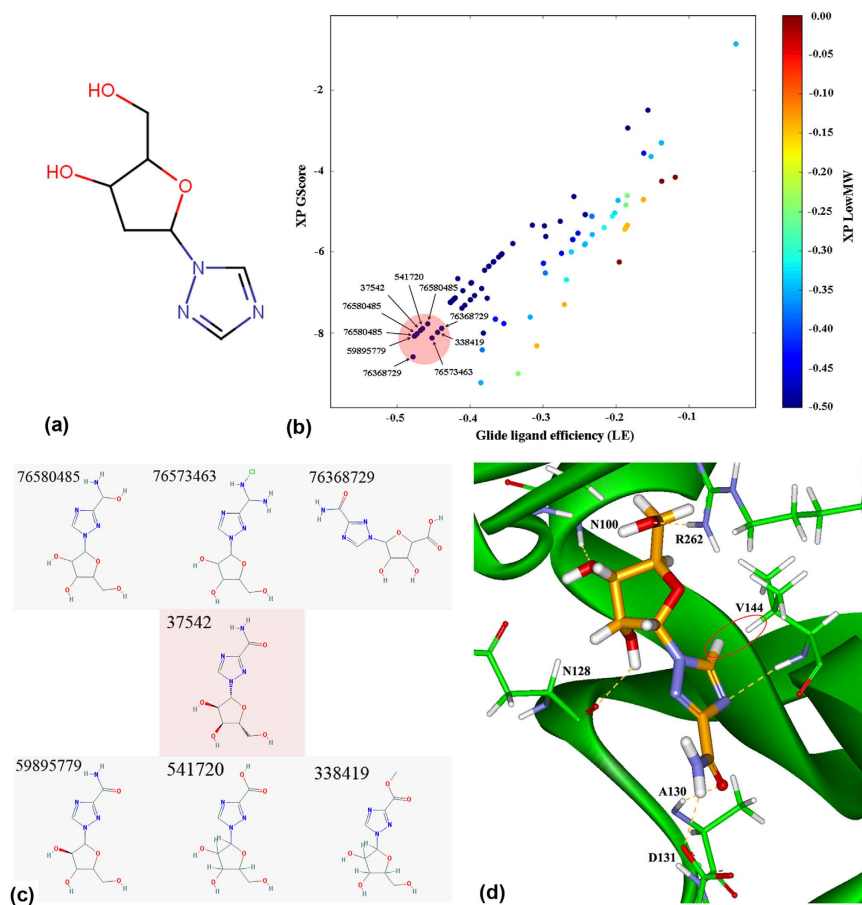 (a)
HO
HO
O
N
N
N
(b)
XP GScore
-2
-4
-6
-8
-0.5
-0.4
-0.3
-0.2
-0.1
Glide ligand efficiency (LE)
541720
76580485
37542
76580485
76368729
76580485
338419
59895779
76573463
76368729
0.00
-0.05
-0.10
-0.15
-0.20
-0.25
-0.30
-0.35
-0.40
-0.45
-0.50
XP LowMW
76580485
76573463
76368729
37542
59895779
541720
338419
(c)
N100
R262
V144
N128
A130
D131
(d)